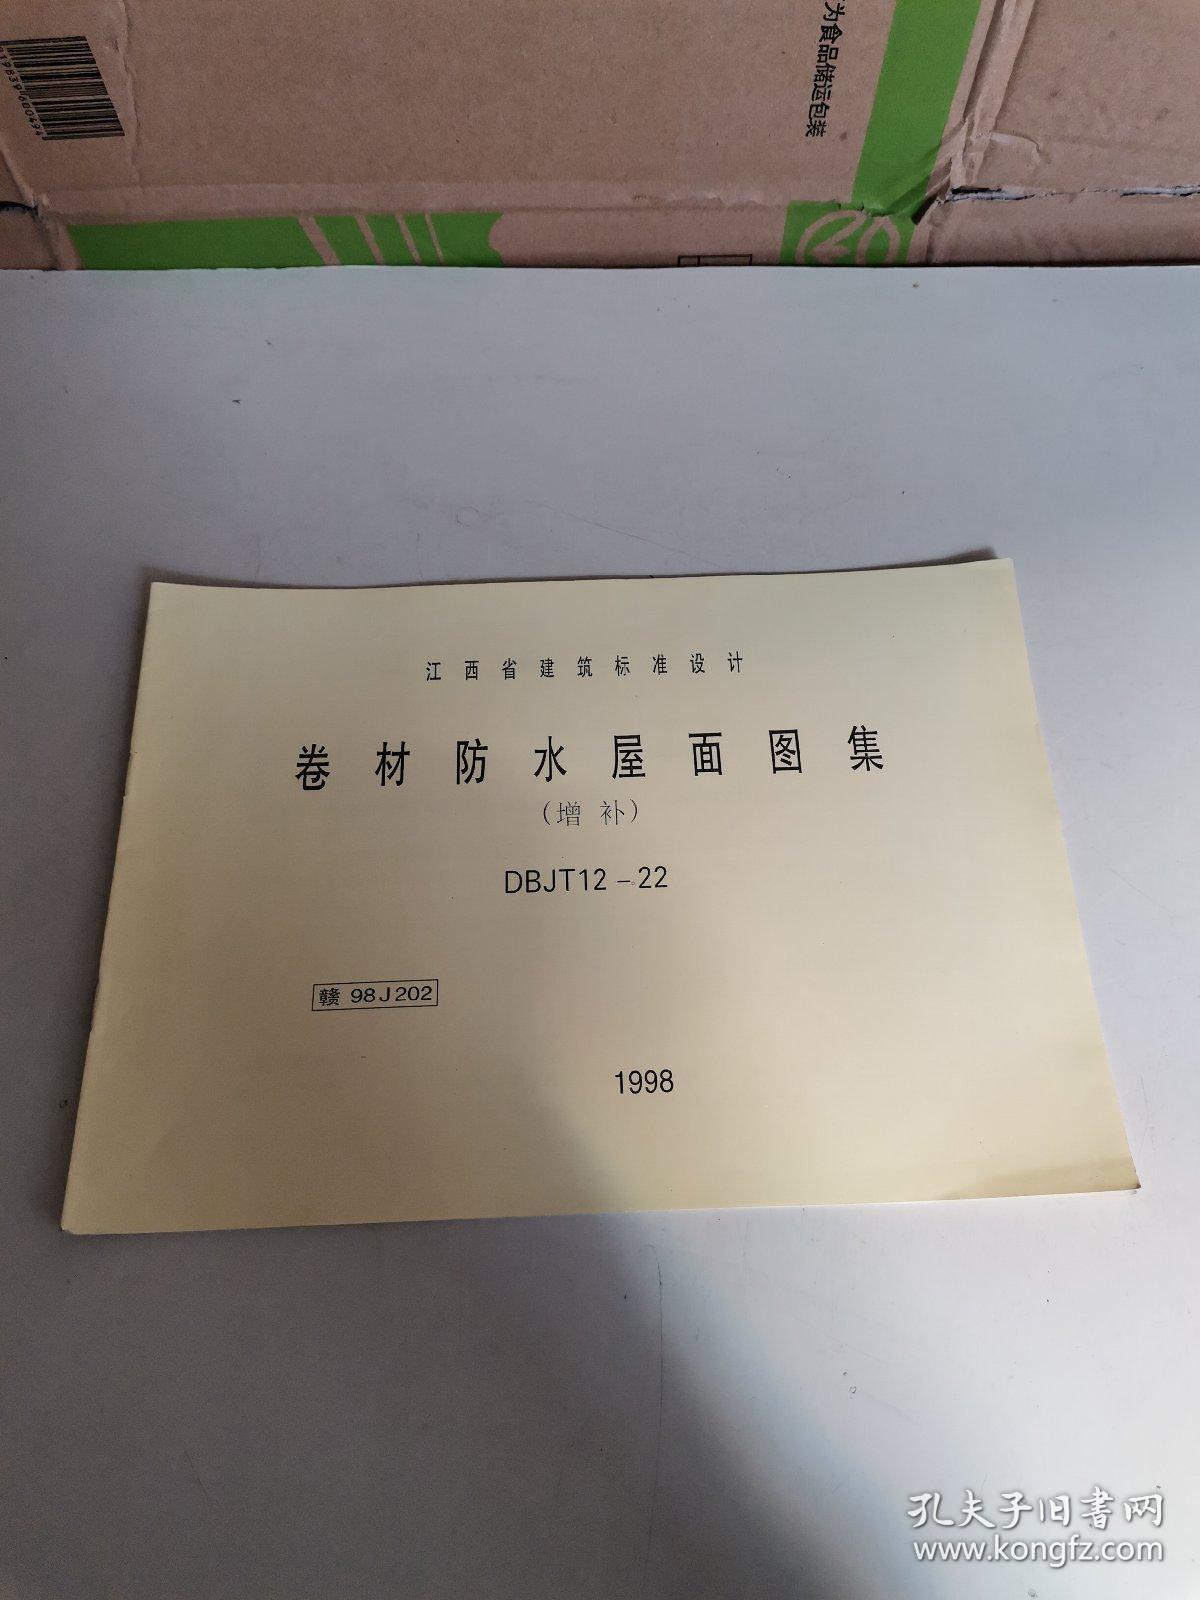 为食品储运包装
江西省建筑标准设计
卷材防水屋面图集
(增补)
DBJT12-22
赣 98J202
1998
孔夫子旧书网
www.kongfz.com